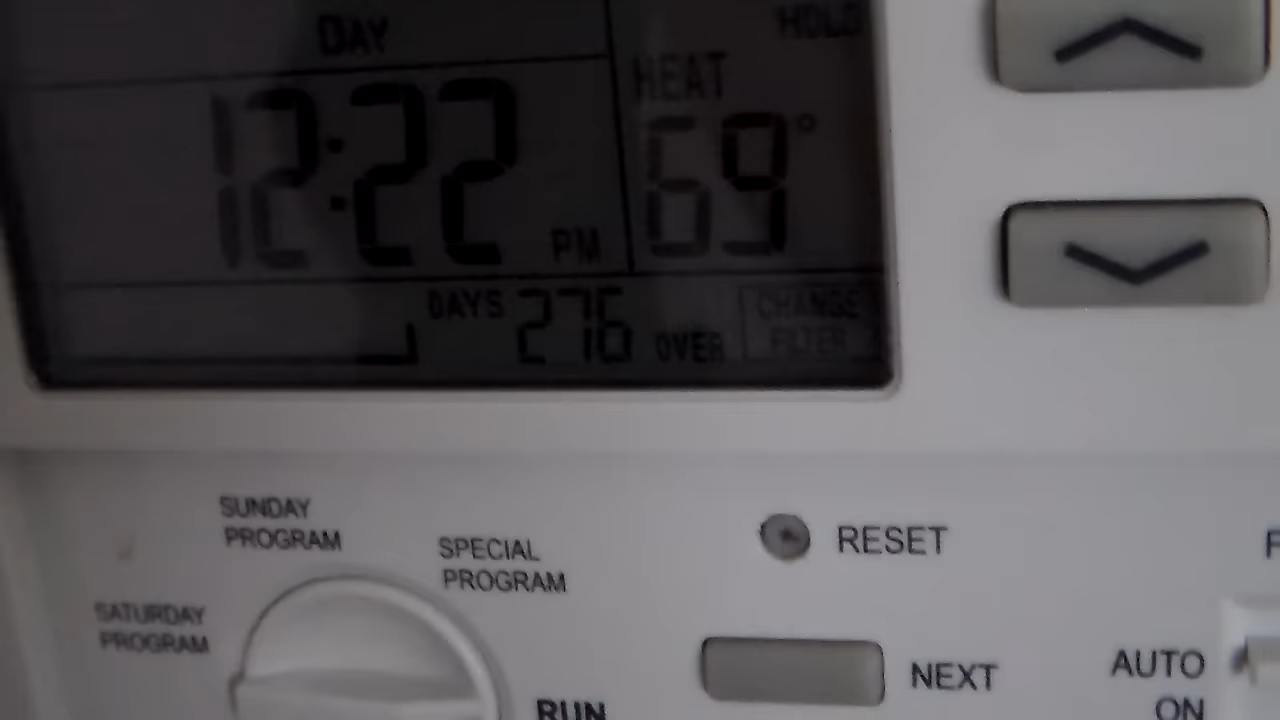 DAY
HOLD
HEAT
12:22 PM
69°
DAYS 276 OVER
CHANGE
FILTER
SUNDAY
PROGRAM
SPECIAL
PROGRAM
SATURDAY
PROGRAM
RUN
RESET
NEXT
AUTO
ON